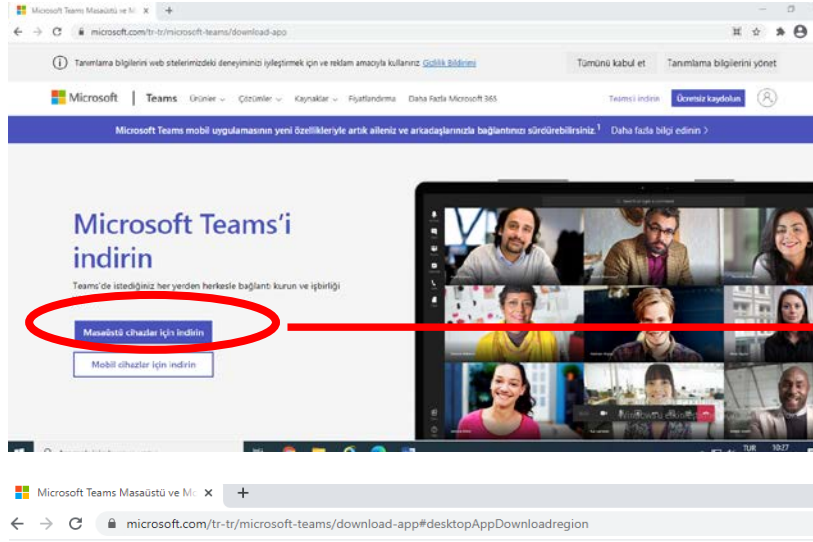 Microsoft Teams Masaüstü ve M
microsoft.com/tr-tr/microsoft-teams/download-app
Tanımlama bilgilerini web sitelerimizdeki deneyiminizi iyileştirmek için ve reklam amacıyla kullanırız Gizlilik Bildirimi
Tümünü kabul et
Tanımlama bilgilerini yönet
Microsoft
Teams
Ürünler
Çözümler
Kaynaklar
Fiyatlandırma
Daha Fazla Microsoft 365
Teams'i indirin
Ücretsiz kaydolun
Microsoft Teams mobil uygulamasının yeni özellikleriyle artık aileniz ve arkadaşlarınızla bağlantınızı sürdürebilirsiniz.1 Daha fazla bilgi edinin
Microsoft Teams'i
indirin
Teams'de istediğiniz her yerden herkesle bağlantı kurun ve işbirliği
Masaüstü cihazlar için indirin
Mobil cihazlar için indirin
TUR
10:27
Microsoft Teams Masaüstü ve Mo
microsoft.com/tr-tr/microsoft-teams/download-app#desktopAppDownloadregion